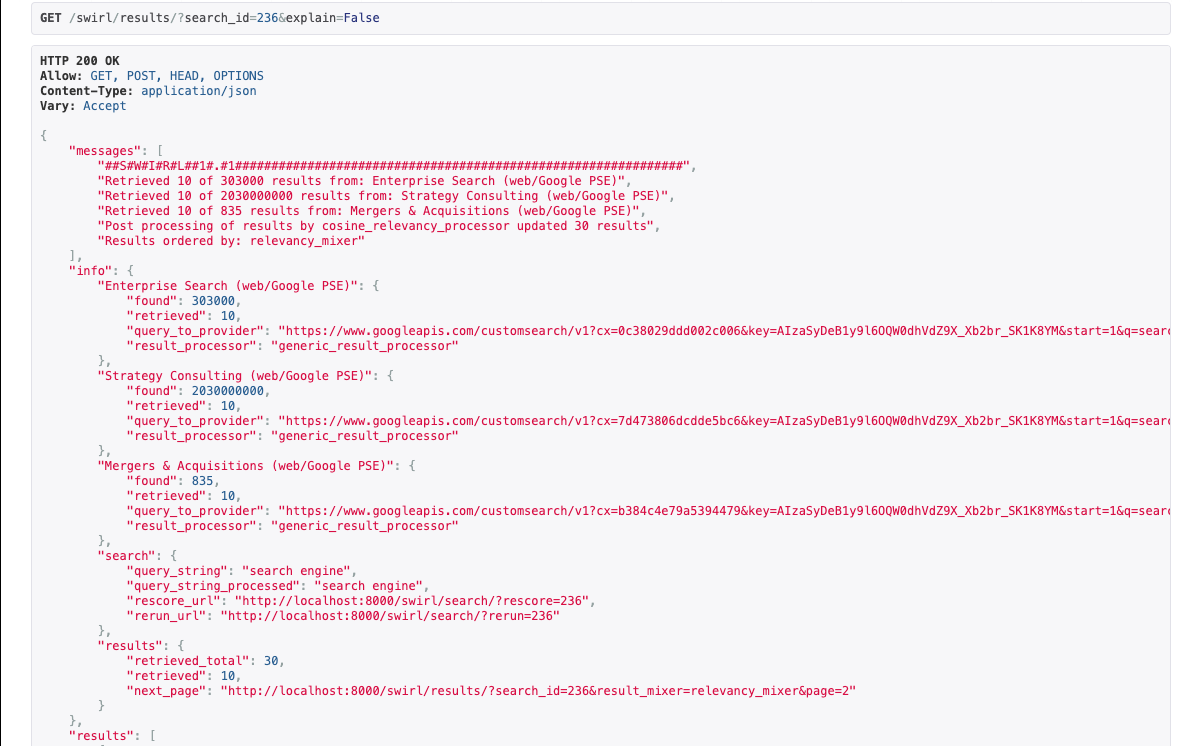 GET /swirl/results/?search_id=236&explain=False
HTTP 200 OK
Allow: GET, POST, HEAD, OPTIONS
Content-Type: application/json
Vary: Accept
{
"messages": [
"##S#W#I#R#L##1#.#1##############################################################",
"Retrieved 10 of 303000 results from: Enterprise Search (web/Google PSE)",
"Retrieved 10 of 2030000000 results from: Strategy Consulting (web/Google PSE)",
"Retrieved 10 of 835 results from: Mergers & Acquisitions (web/Google PSE)",
"Post processing of results by cosine_relevancy_processor updated 30 results",
"Results ordered by: relevancy_mixer"
],
"info": {
"Enterprise Search (web/Google PSE)": {
"found": 303000,
"retrieved": 10,
"query_to_provider": "https://www.googleapis.com/customsearch/v1?cx=0c38029ddd002c006&key=AIzaSyDeB1y9l6OQW0dhVdZ9X_Xb2br_SK1K8YM&start=1&q=searc
"result_processor": "generic_result_processor"
},
"Strategy Consulting (web/Google PSE)": {
"found": 2030000000,
"retrieved": 10,
"query_to_provider": "https://www.googleapis.com/customsearch/v1?cx=7d473806dcdde5bc6&key=AIzaSyDeB1y9l6OQW0dhVdZ9X_Xb2br_SK1K8YM&start=1&q=searc
"result_processor": "generic_result_processor"
},
"Mergers & Acquisitions (web/Google PSE)": {
"found": 835,
"retrieved": 10,
"query_to_provider": "https://www.googleapis.com/customsearch/v1?cx=b384c4e79a5394479&key=AIzaSyDeB1y9l6OQW0dhVdZ9X_Xb2br_SK1K8YM&start=1&q=searc
"result_processor": "generic_result_processor"
},
"search": {
"query_string": "search engine",
"query_string_processed": "search engine",
"rescore_url": "http://localhost:8000/swirl/search/?rescore=236",
"rerun_url": "http://localhost:8000/swirl/search/?rerun=236"
},
"results": {
"retrieved_total": 30,
"retrieved": 10,
"next_page": "http://localhost:8000/swirl/results/?search_id=236&result_mixer=relevancy_mixer&page=2"
}
},
"results": [